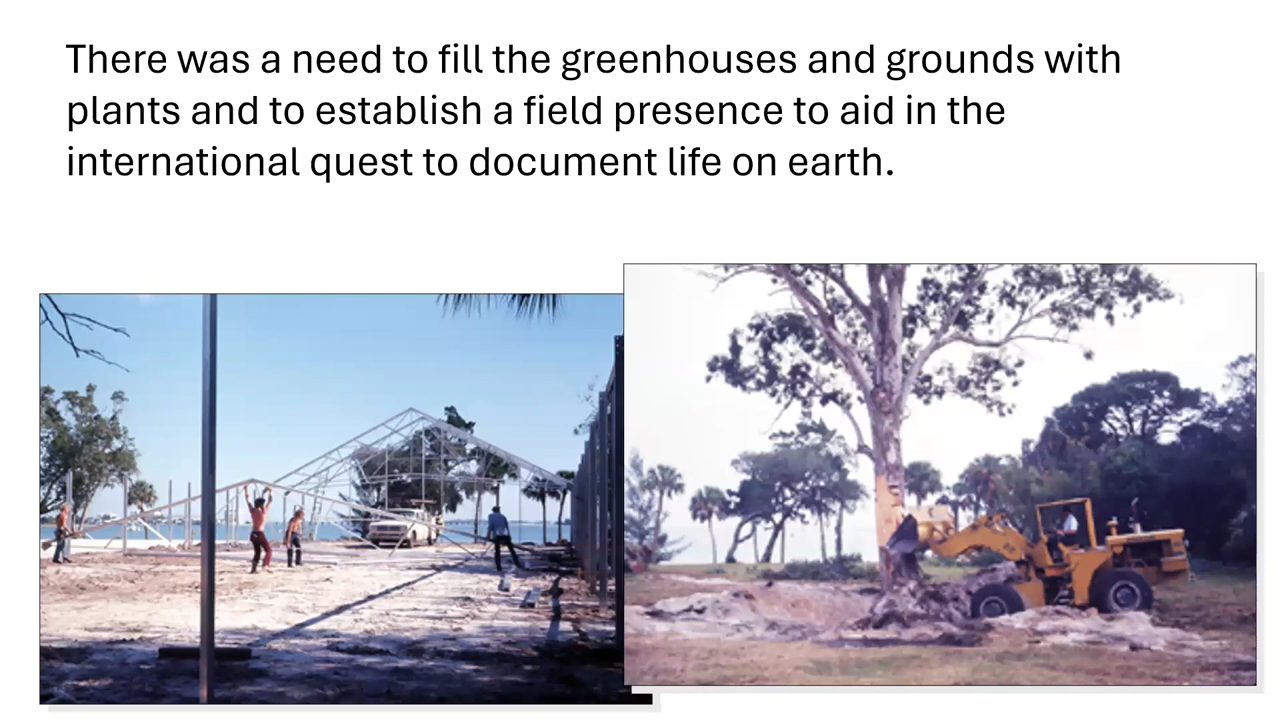 There was a need to fill the greenhouses and grounds with
plants and to establish a field presence to aid in the
international quest to document life on earth.